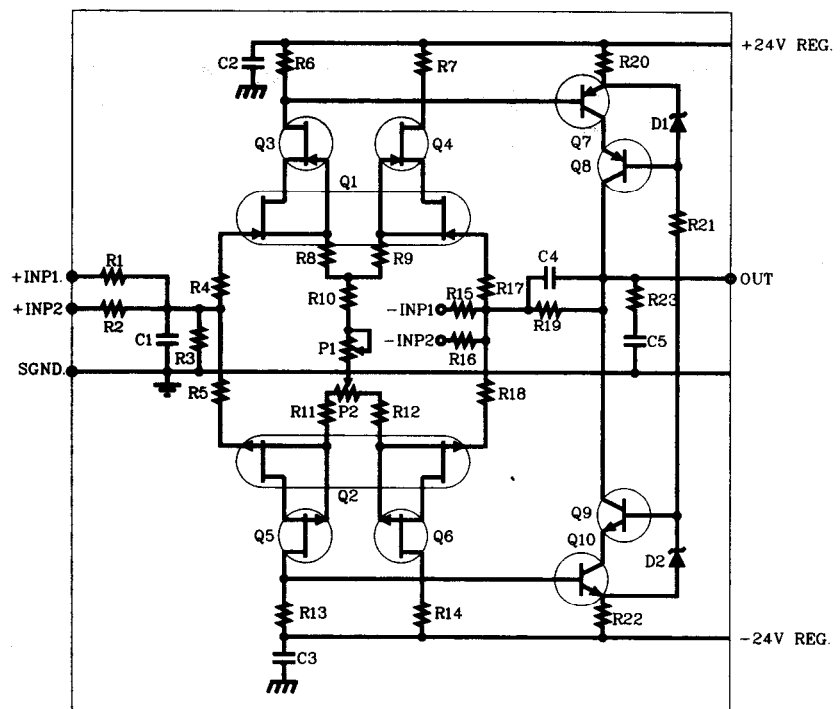 +24V REG.
C2
R6
R7
R20
D1
Q3
Q4
Q7
Q8
Q1
R21
R1
R8
R9
C4
+INP1.
R4
R17
OUT
R10
-INP1
R15
R23
+INP2
R2
R19
C1
R3
P1
-INP2
R16
C5
SGND.
R5
R18
R11
P2
R12
Q2
Q9
Q5
Q6
Q10
D2
R13
R14
R22
-24V REG.
C3